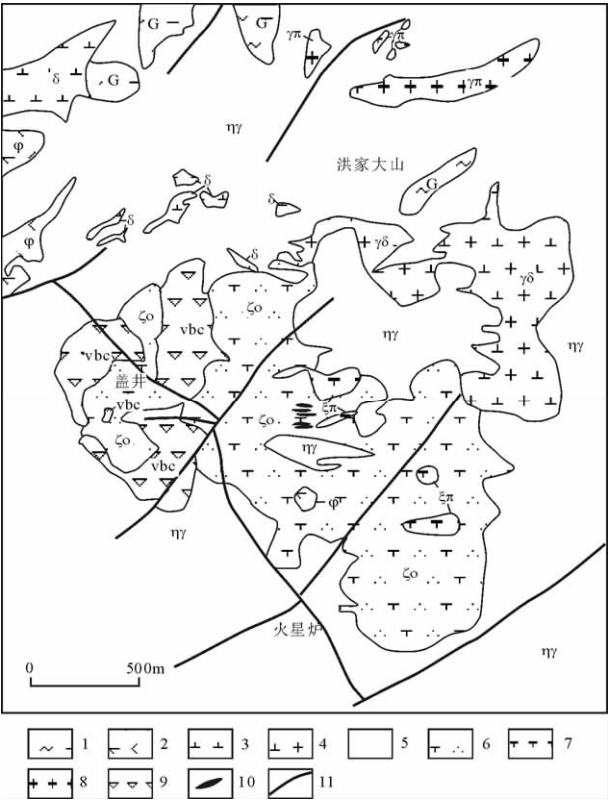 G
G
γπ
γπ
δ
G
γπ
φ
ηγ
洪家大山
δ
G
δ
δ
φ
γδ
δ
γδ
ζο
vbc
ζο
ηγ
ηγ
vbc
盖井
vbc
ξπ
ζο
ζο
ηγ
vbc
ξπ
φ
ηγ
ζο
火星炉
ηγ
0 500m
1 2 3 4 5 6 7
8 9 10 11